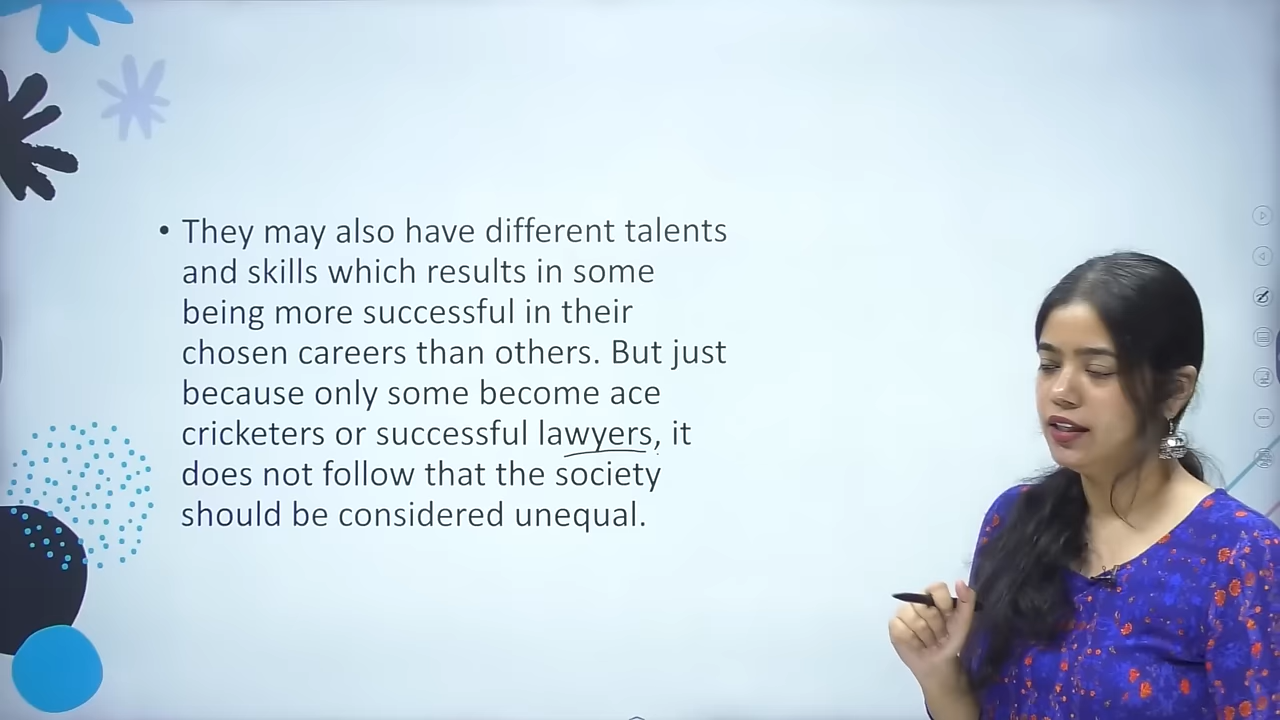 • They may also have different talents
and skills which results in some
being more successful in their
chosen careers than others. But just
because only some become ace
cricketers or successful lawyers, it
does not follow that the society
should be considered unequal.